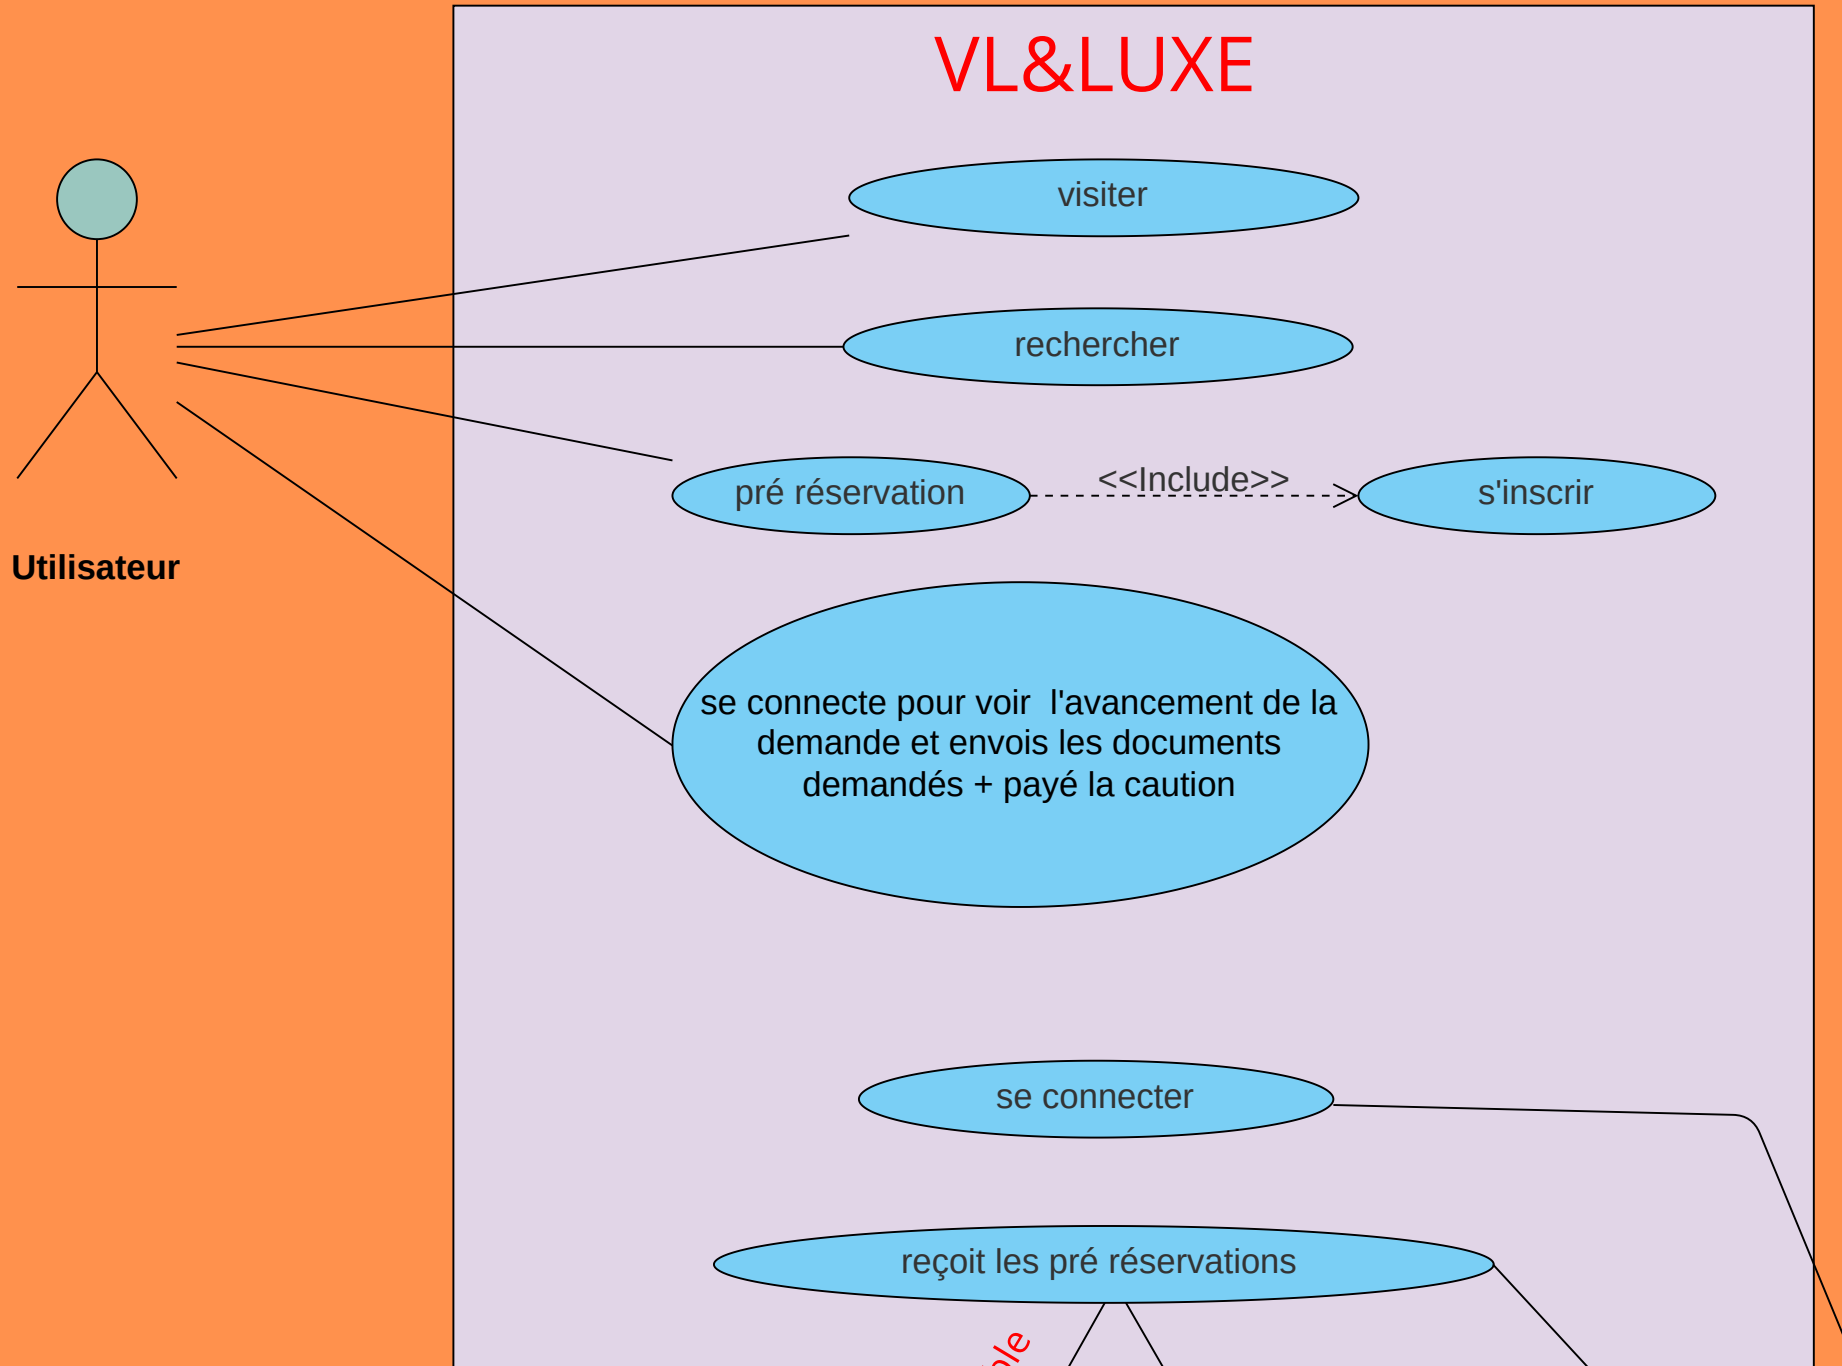 VL&LUXE
visiter
rechercher
pré réservation
<<Include>>
s'inscrir
Utilisateur
se connecte pour voir l'avancement de la
demande et envois les documents
demandés + payé la caution
se connecter
reçoit les pré réservations